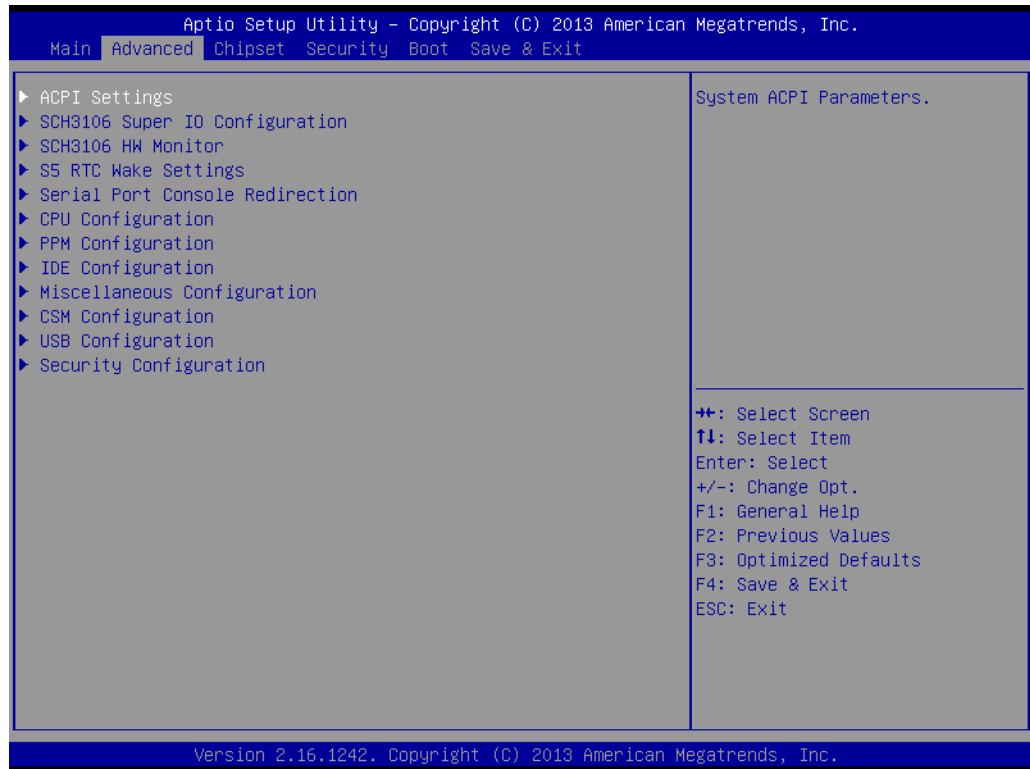 Aptio Setup Utility – Copyright (C) 2013 American Megatrends, Inc.
Main Advanced Chipset Security Boot Save & Exit
▶ ACPI Settings
▶ SCH3106 Super IO Configuration
▶ SCH3106 HW Monitor
▶ S5 RTC Wake Settings
▶ Serial Port Console Redirection
▶ CPU Configuration
▶ PPM Configuration
▶ IDE Configuration
▶ Miscellaneous Configuration
▶ CSM Configuration
▶ USB Configuration
▶ Security Configuration
System ACPI Parameters.
→←: Select Screen
↑↓: Select Item
Enter: Select
+/-: Change Opt.
F1: General Help
F2: Previous Values
F3: Optimized Defaults
F4: Save & Exit
ESC: Exit
Version 2.16.1242. Copyright (C) 2013 American Megatrends, Inc.